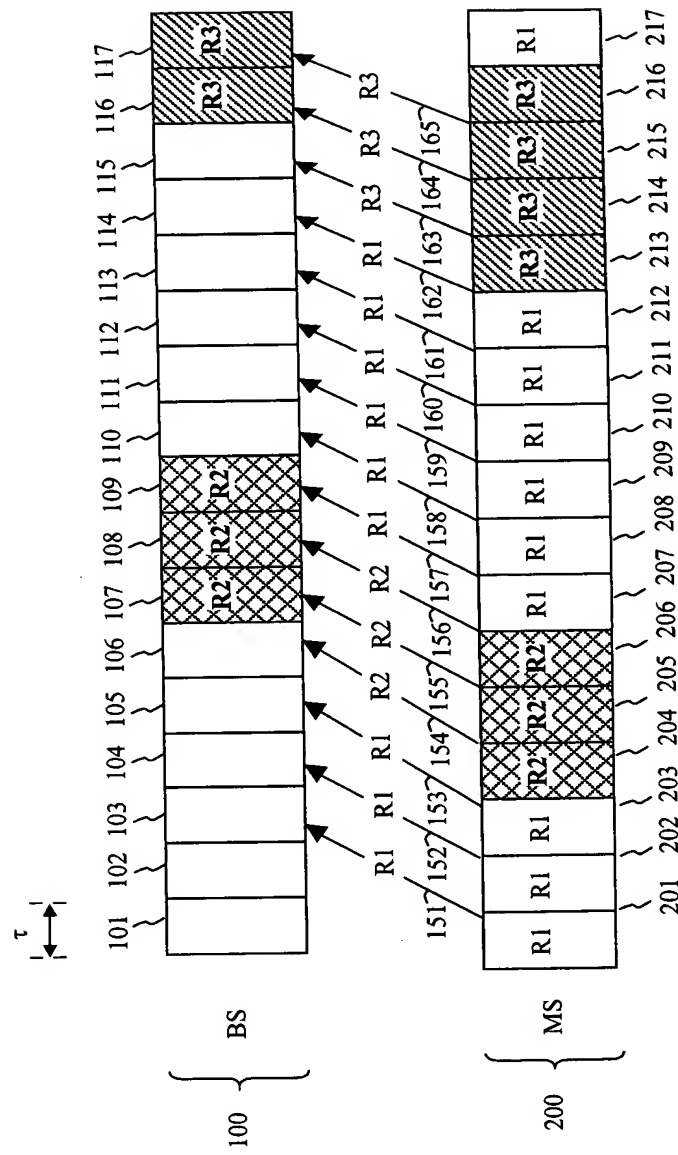 τ
101 102 103 104 105 106 107 108 109 110 111 112 113 114 115 116 117
100 BS R2 R2 R2 R3 R3
R1 R1 R1 R2 R2 R2 R1 R1 R1 R1 R1 R1 R3 R3 R3
151 152 153 154 155 156 157 158 159 160 161 162 163 164 165
200 MS R1 R1 R1 R2 R2 R2 R1 R1 R1 R1 R1 R1 R3 R3 R3 R3 R1
201 202 203 204 205 206 207 208 209 210 211 212 213 214 215 216 217